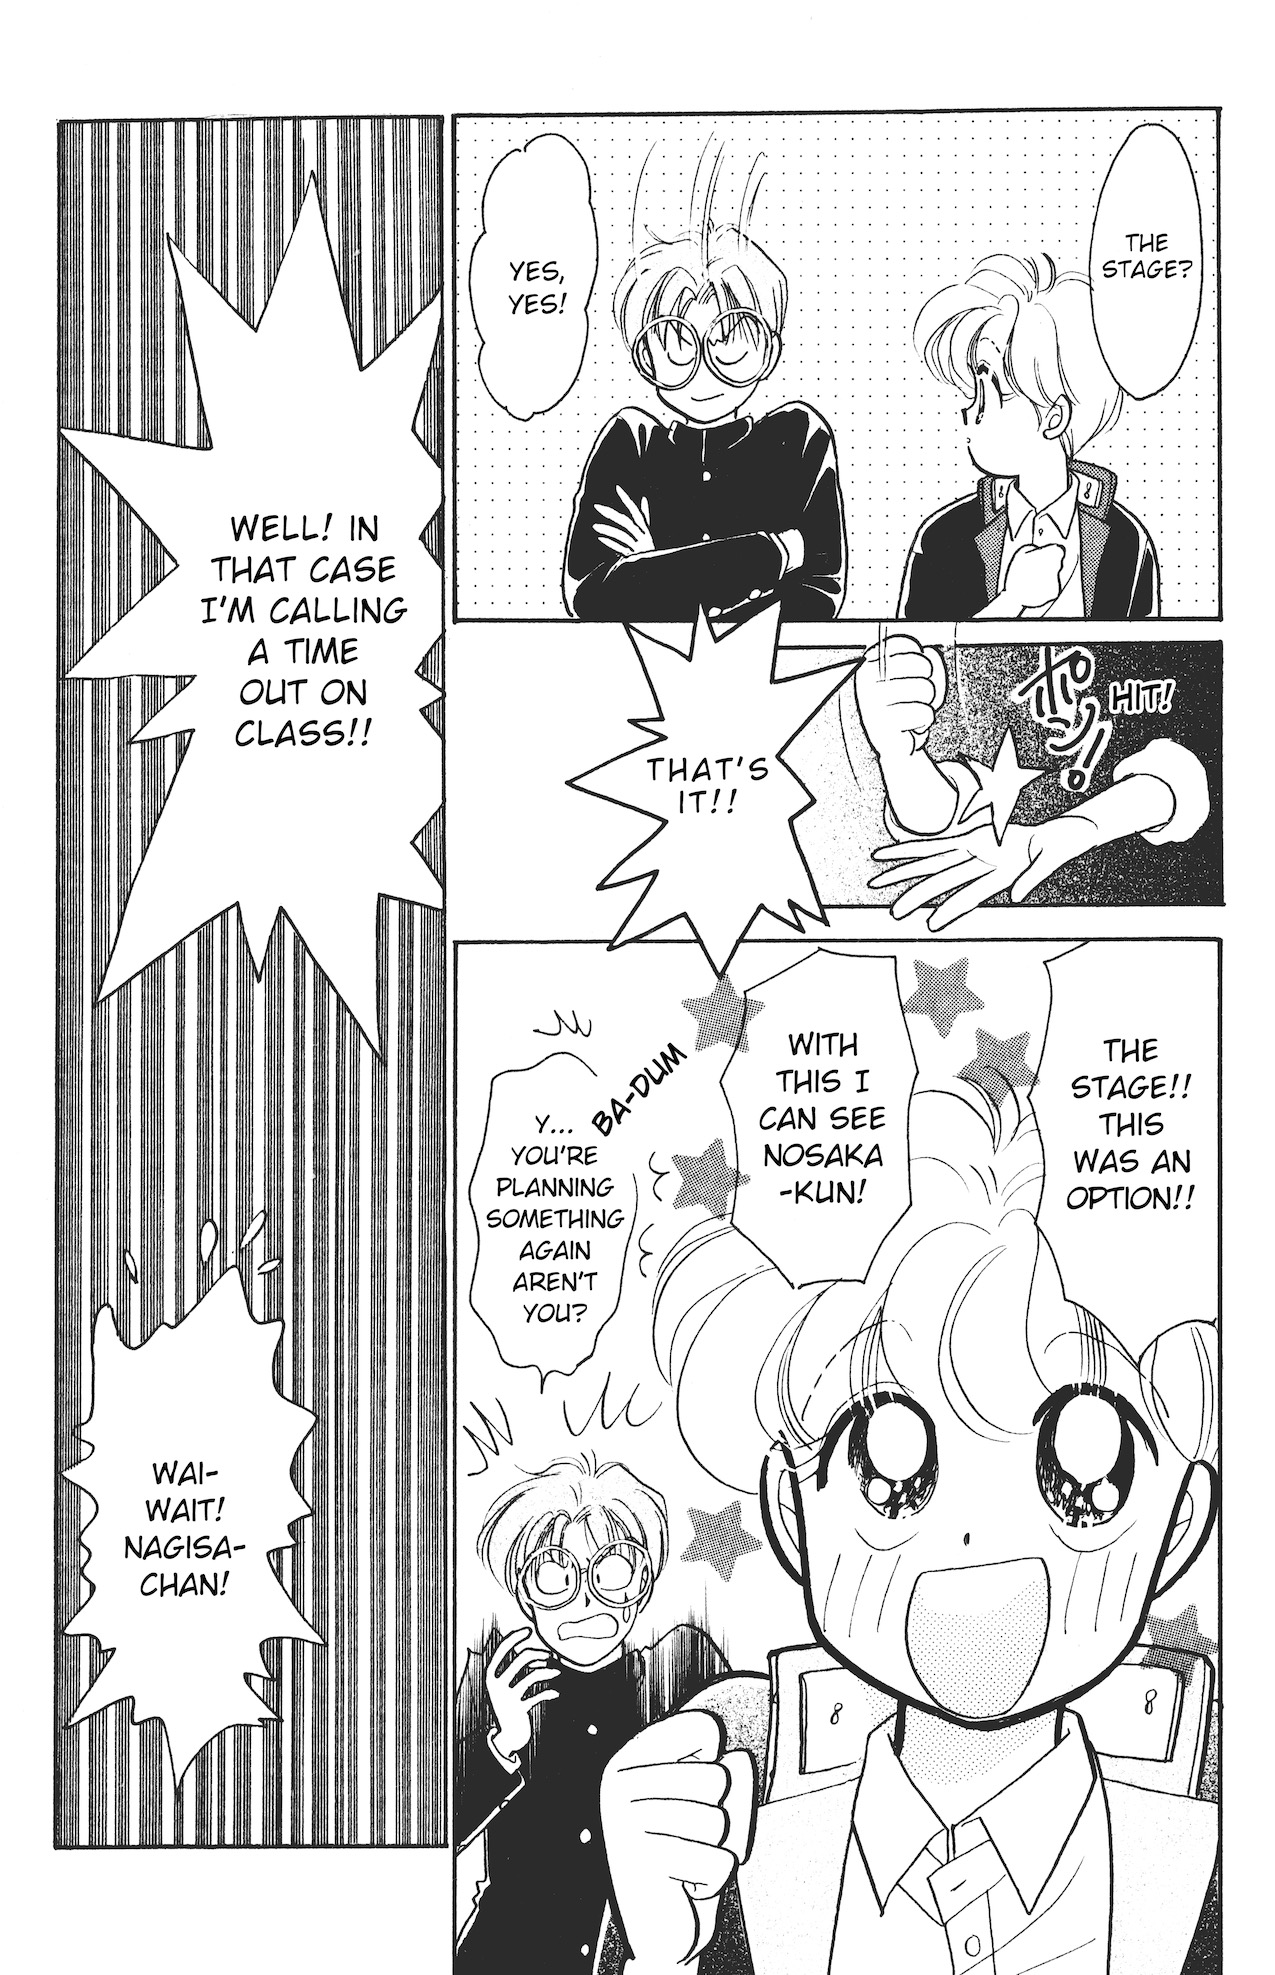 THE
STAGE?
YES,
YES!
ポン!
HIT!
THAT'S
IT!!
THE
STAGE!!
THIS
WAS AN
OPTION!!
WITH
THIS I
CAN SEE
NOSAKA
-KUN!
BA-DUM
Y...
YOU'RE
PLANNING
SOMETHING
AGAIN
AREN'T
YOU?
WELL! IN
THAT CASE
I'M CALLING
A TIME
OUT ON
CLASS!!
WAI-
WAIT!
NAGISA-
CHAN!